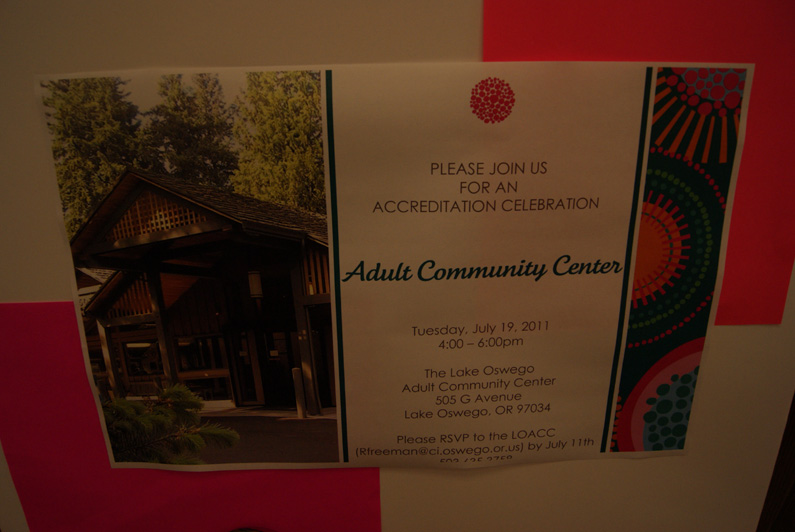 PLEASE JOIN US
FOR AN
ACCREDITATION CELEBRATION
Adult Community Center
Tuesday, July 19, 2011
4:00 – 6:00pm
The Lake Oswego
Adult Community Center
505 G Avenue
Lake Oswego, OR 97034
Please RSVP to the LOACC
(Rfreeman@ci.oswego.or.us) by July 11th